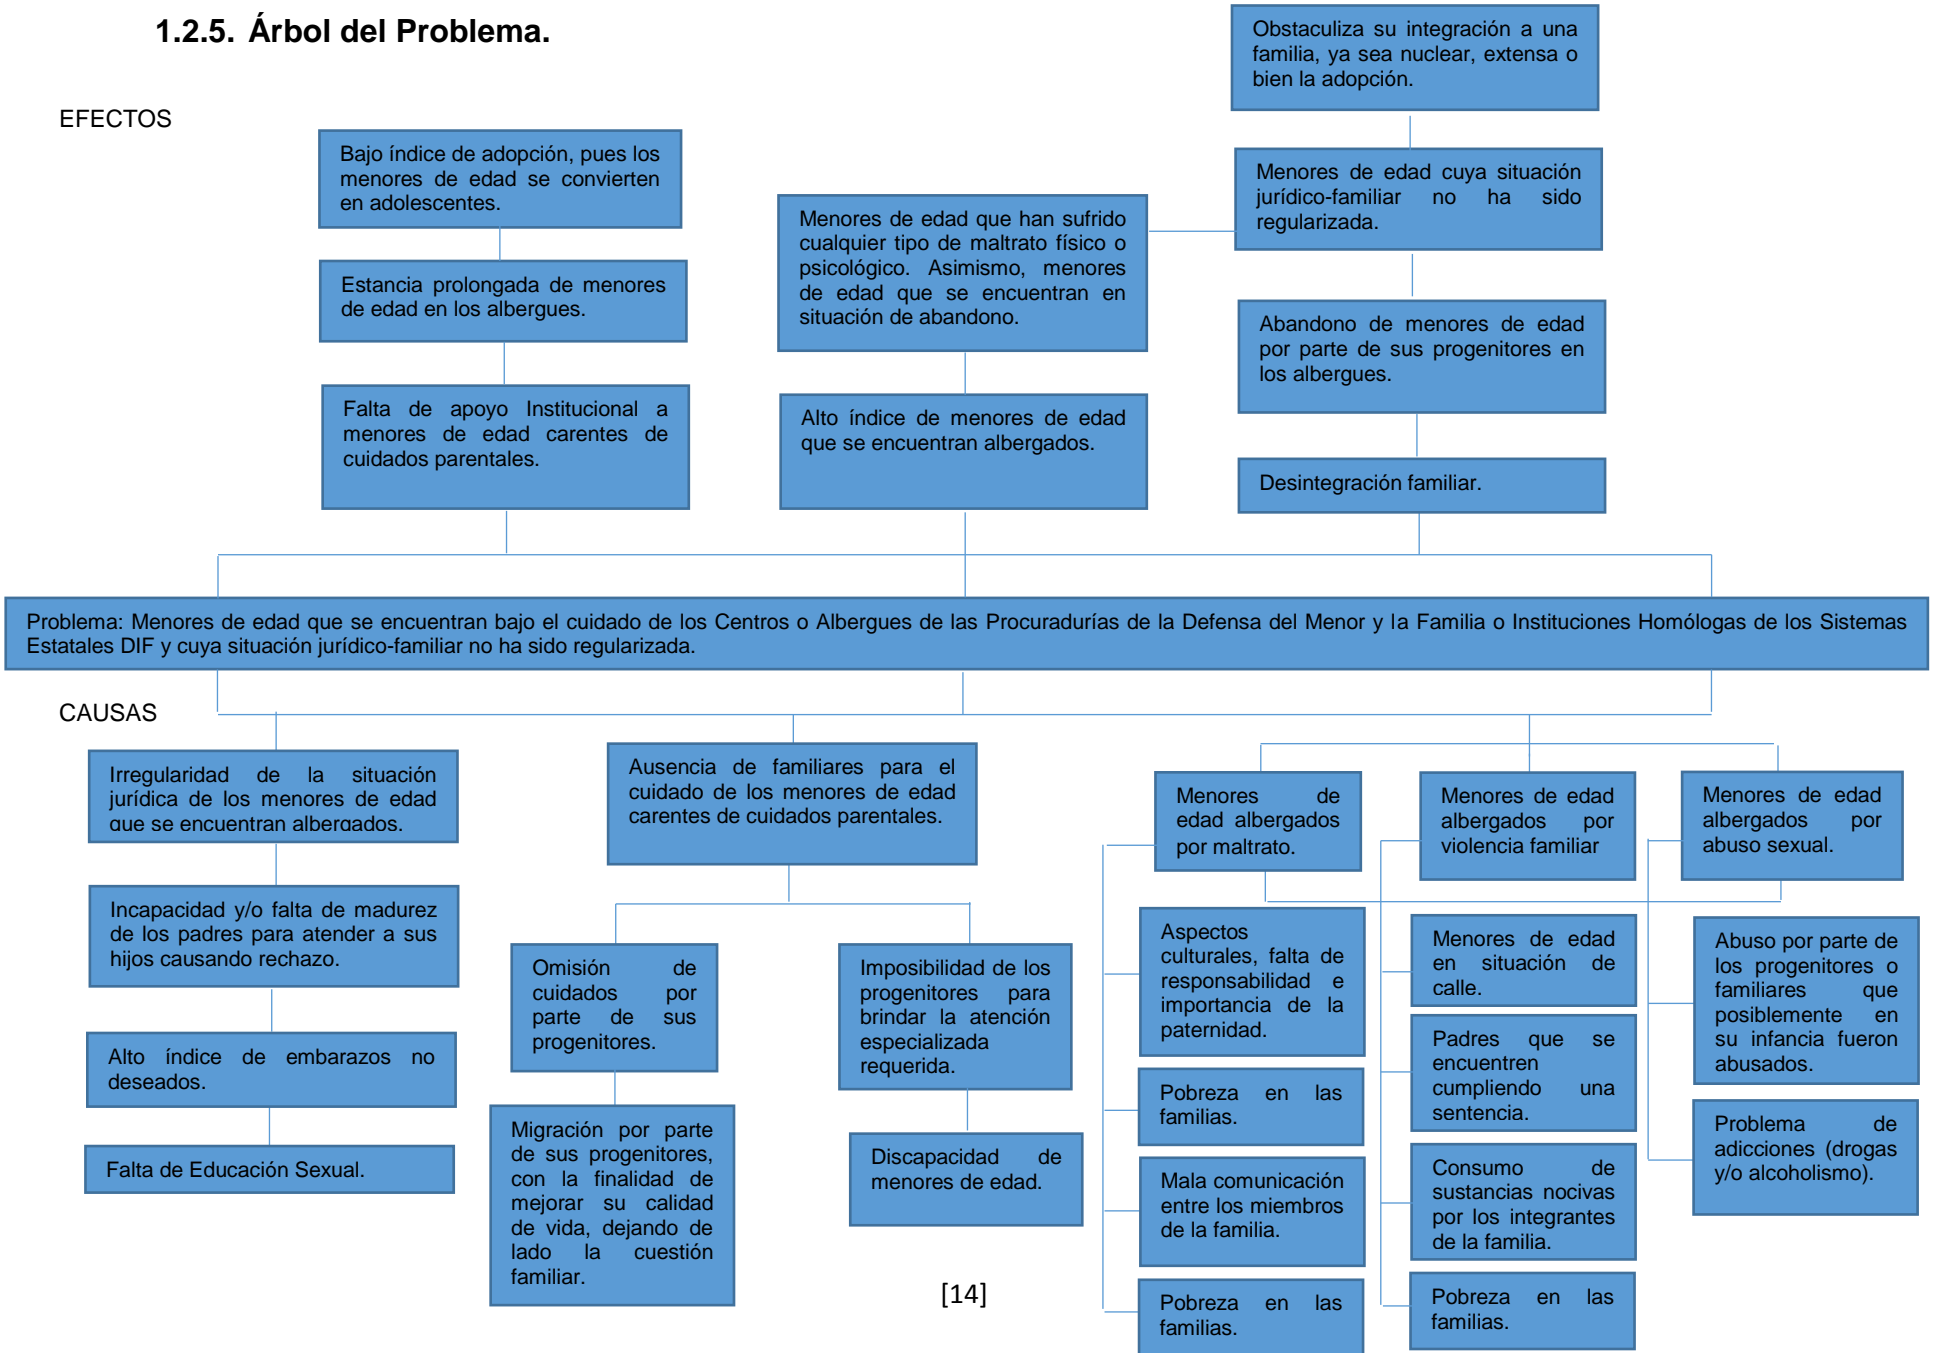 1.2.5. Árbol del Problema.
EFECTOS
Obstaculiza su integración a una
familia, ya sea nuclear, extensa o
bien la adopción.
Bajo índice de adopción, pues los
menores de edad se convierten
en adolescentes.
Menores de edad cuya situación
jurídico-familiar no ha sido
regularizada.
Menores de edad que han sufrido
cualquier tipo de maltrato físico o
psicológico. Asimismo, menores
de edad que se encuentran en
situación de abandono.
Estancia prolongada de menores
de edad en los albergues.
Abandono de menores de edad
por parte de sus progenitores en
los albergues.
Falta de apoyo Institucional a
menores de edad carentes de
cuidados parentales.
Alto índice de menores de edad
que se encuentran albergados.
Desintegración familiar.
Problema: Menores de edad que se encuentran bajo el cuidado de los Centros o Albergues de las Procuradurías de la Defensa del Menor y la Familia o Instituciones Homólogas de los Sistemas
Estatales DIF y cuya situación jurídico-familiar no ha sido regularizada.
CAUSAS
Irregularidad de la situación
jurídica de los menores de edad
que se encuentran albergados.
Incapacidad y/o falta de madurez
de los padres para atender a sus
hijos causando rechazo.
Alto índice de embarazos no
deseados.
Falta de Educación Sexual.
Ausencia de familiares para el
cuidado de los menores de edad
carentes de cuidados parentales.
Omisión de
cuidados por
parte de sus
progenitores.
Migración por parte
de sus progenitores,
con la finalidad de
mejorar su calidad
de vida, dejando de
lado la cuestión
familiar.
Imposibilidad de los
progenitores para
brindar la atención
especializada
requerida.
Discapacidad de
menores de edad.
Menores de
edad albergados
por maltrato.
Aspectos
culturales, falta de
responsabilidad e
importancia de la
paternidad.
Pobreza en las
familias.
Mala comunicación
entre los miembros
de la familia.
Pobreza en las
familias.
Menores de edad
albergados por
violencia familiar
Menores de edad
en situación de
calle.
Padres que se
encuentren
cumpliendo una
sentencia.
Consumo de
sustancias nocivas
por los integrantes
de la familia.
Pobreza en las
familias.
Menores de edad
albergados por
abuso sexual.
Abuso por parte de
los progenitores o
familiares que
posiblemente en
su infancia fueron
abusados.
Problema de
adicciones (drogas
y/o alcoholismo).
[14]